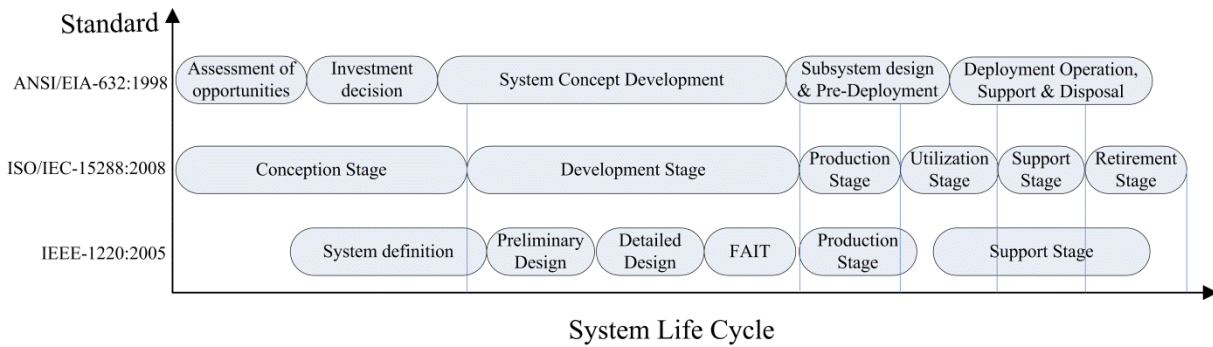 Standard
ANSI/EIA-632:1998
Assessment of
opportunities
Investment
decision
System Concept Development
Subsystem design
& Pre-Deployment
Deployment Operation,
Support & Disposal
ISO/IEC-15288:2008
Conception Stage
Development Stage
Production
Stage
Utilization
Stage
Support
Stage
Retirement
Stage
IEEE-1220:2005
System definition
Preliminary
Design
Detailed
Design
FAIT
Production
Stage
Support Stage
System Life Cycle